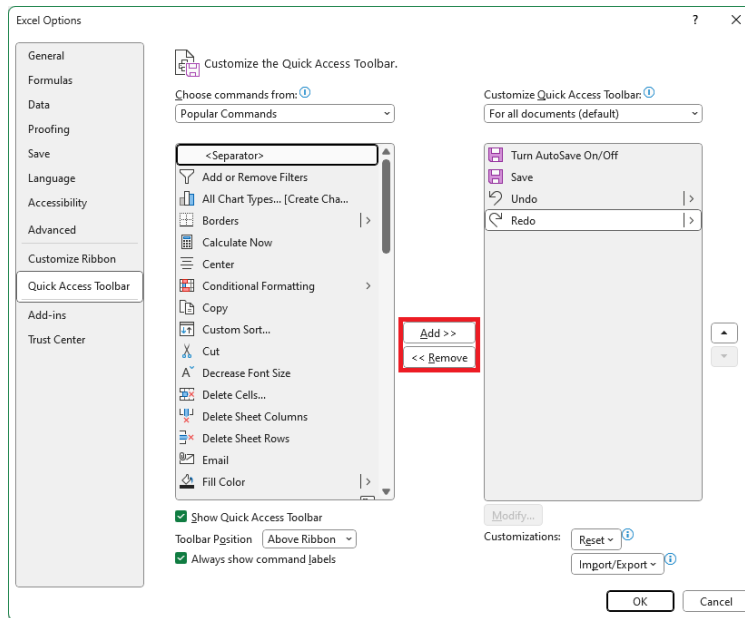 Excel Options
?
General
Formulas
Data
Proofing
Save
Language
Accessibility
Advanced
Customize Ribbon
Quick Access Toolbar
Add-ins
Trust Center
Customize the Quick Access Toolbar.
Choose commands from:
Popular Commands
<Separator>
Add or Remove Filters
All Chart Types... [Create Cha...
Borders
Calculate Now
Center
Conditional Formatting
Copy
Custom Sort...
Cut
Decrease Font Size
Delete Cells...
Delete Sheet Columns
Delete Sheet Rows
Email
Fill Color
Show Quick Access Toolbar
Toolbar Position Above Ribbon
Always show command labels
Add >>
<< Remove
Customize Quick Access Toolbar:
For all documents (default)
Turn AutoSave On/Off
Save
Undo
Redo
Modify...
Customizations: Reset
Import/Export
OK Cancel